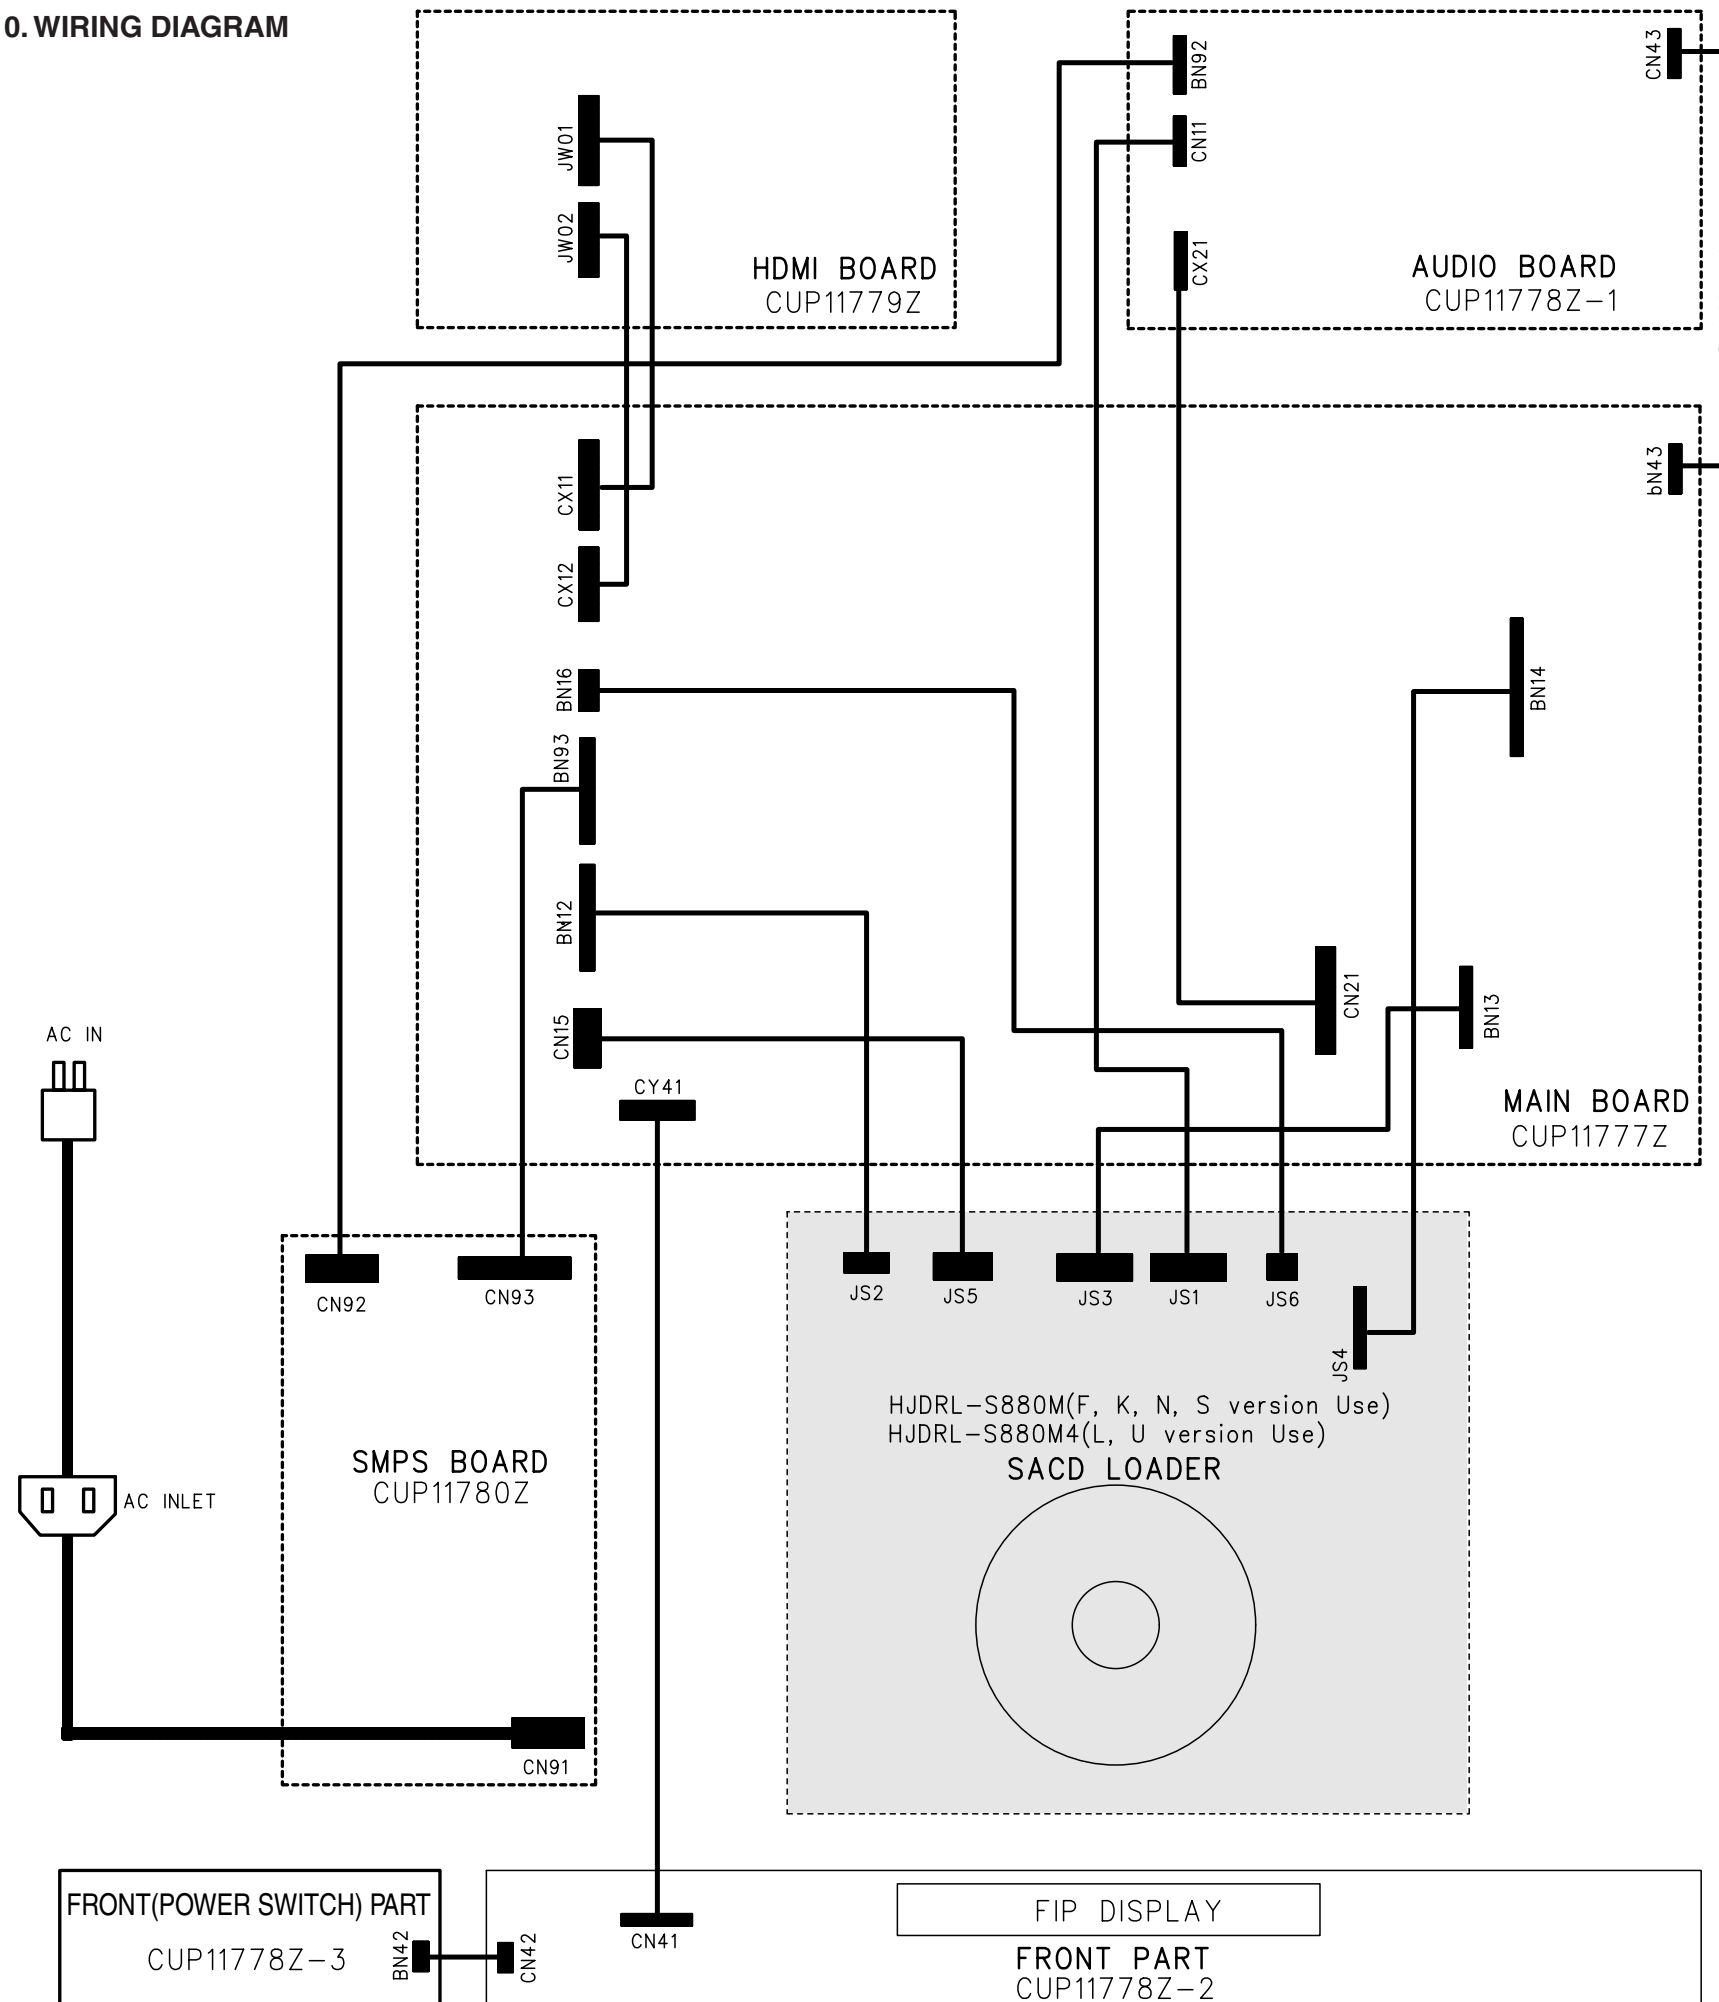 0. WIRING DIAGRAM
BN92
CN43
CN11
JW01
JW02
CX21
HDMI BOARD
CUP11779Z
AUDIO BOARD
CUP11778Z-1
CX11
bN43
CX12
BN16
BN14
BN93
BN12
CN21
BN13
CN15
AC IN
CY41
MAIN BOARD
CUP11777Z
CN92
CN93
JS2
JS5
JS3
JS1
JS6
JS4
HJDRL-S880M(F, K, N, S version Use)
HJDRL-S880M4(L, U version Use)
SACD LOADER
SMPS BOARD
CUP11780Z
AC INLET
CN91
FRONT(POWER SWITCH) PART
CUP11778Z-3
BN42
CN42
CN41
FIP DISPLAY
FRONT PART
CUP11778Z-2